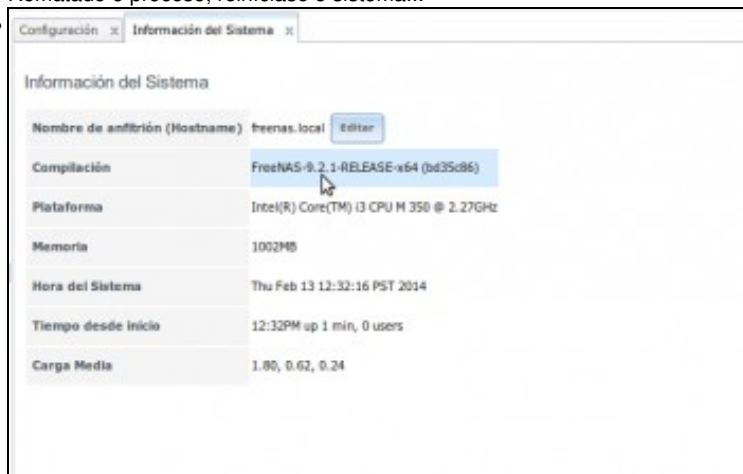 Rematado o proceso, reiníciase o sistema...
Configuración x Información del Sistema x
Información del Sistema
Nombre de anfitrión (Hostname) freenas.local Editar
Compilación FreeNAS-9.2.1-RELEASE-x64 (bd35c86)
Plataforma Intel(R) Core(TM) i3 CPU M 350 @ 2.27GHz
Memoria 1002MB
Hora del Sistema Thu Feb 13 12:32:16 PST 2014
Tiempo desde inicio 12:32PM up 1 min, 0 users
Carga Media 1.80, 0.62, 0.24